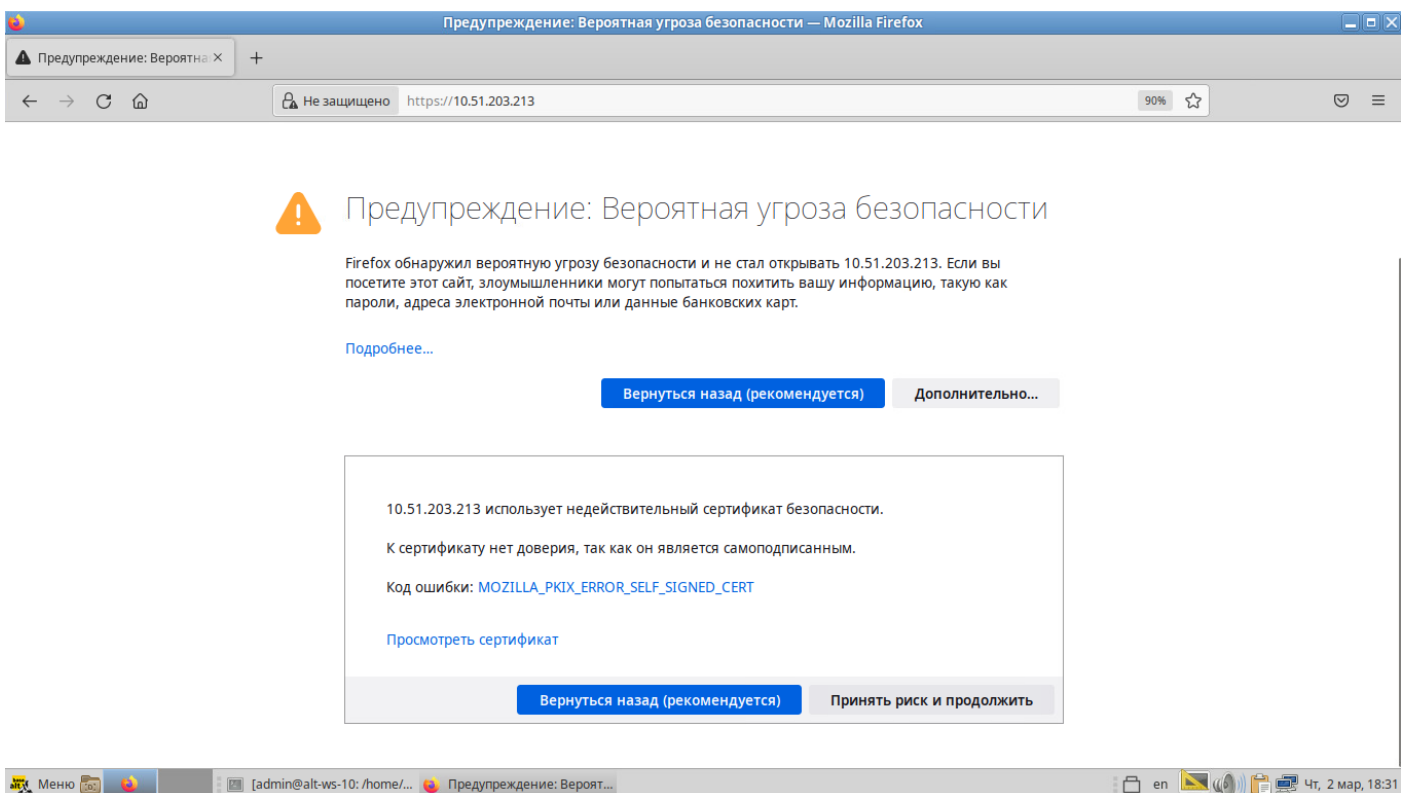 Предупреждение: Вероятная угроза безопасности — Mozilla Firefox
Предупреждение: Вероятна
Не защищено https://10.51.203.213 90%
Предупреждение: Вероятная угроза безопасности
Firefox обнаружил вероятную угрозу безопасности и не стал открывать 10.51.203.213. Если вы
посетите этот сайт, злоумышленники могут попытаться похитить вашу информацию, такую как
пароли, адреса электронной почты или данные банковских карт.
Подробнее...
Вернуться назад (рекомендуется) Дополнительно...
10.51.203.213 использует недействительный сертификат безопасности.
К сертификату нет доверия, так как он является самоподписанным.
Код ошибки: MOZILLA_PKIX_ERROR_SELF_SIGNED_CERT
Просмотреть сертификат
Вернуться назад (рекомендуется) Принять риск и продолжить
Меню [admin@alt-ws-10: /home/... Предупреждение: Вероят... en Чт, 2 мар, 18:31